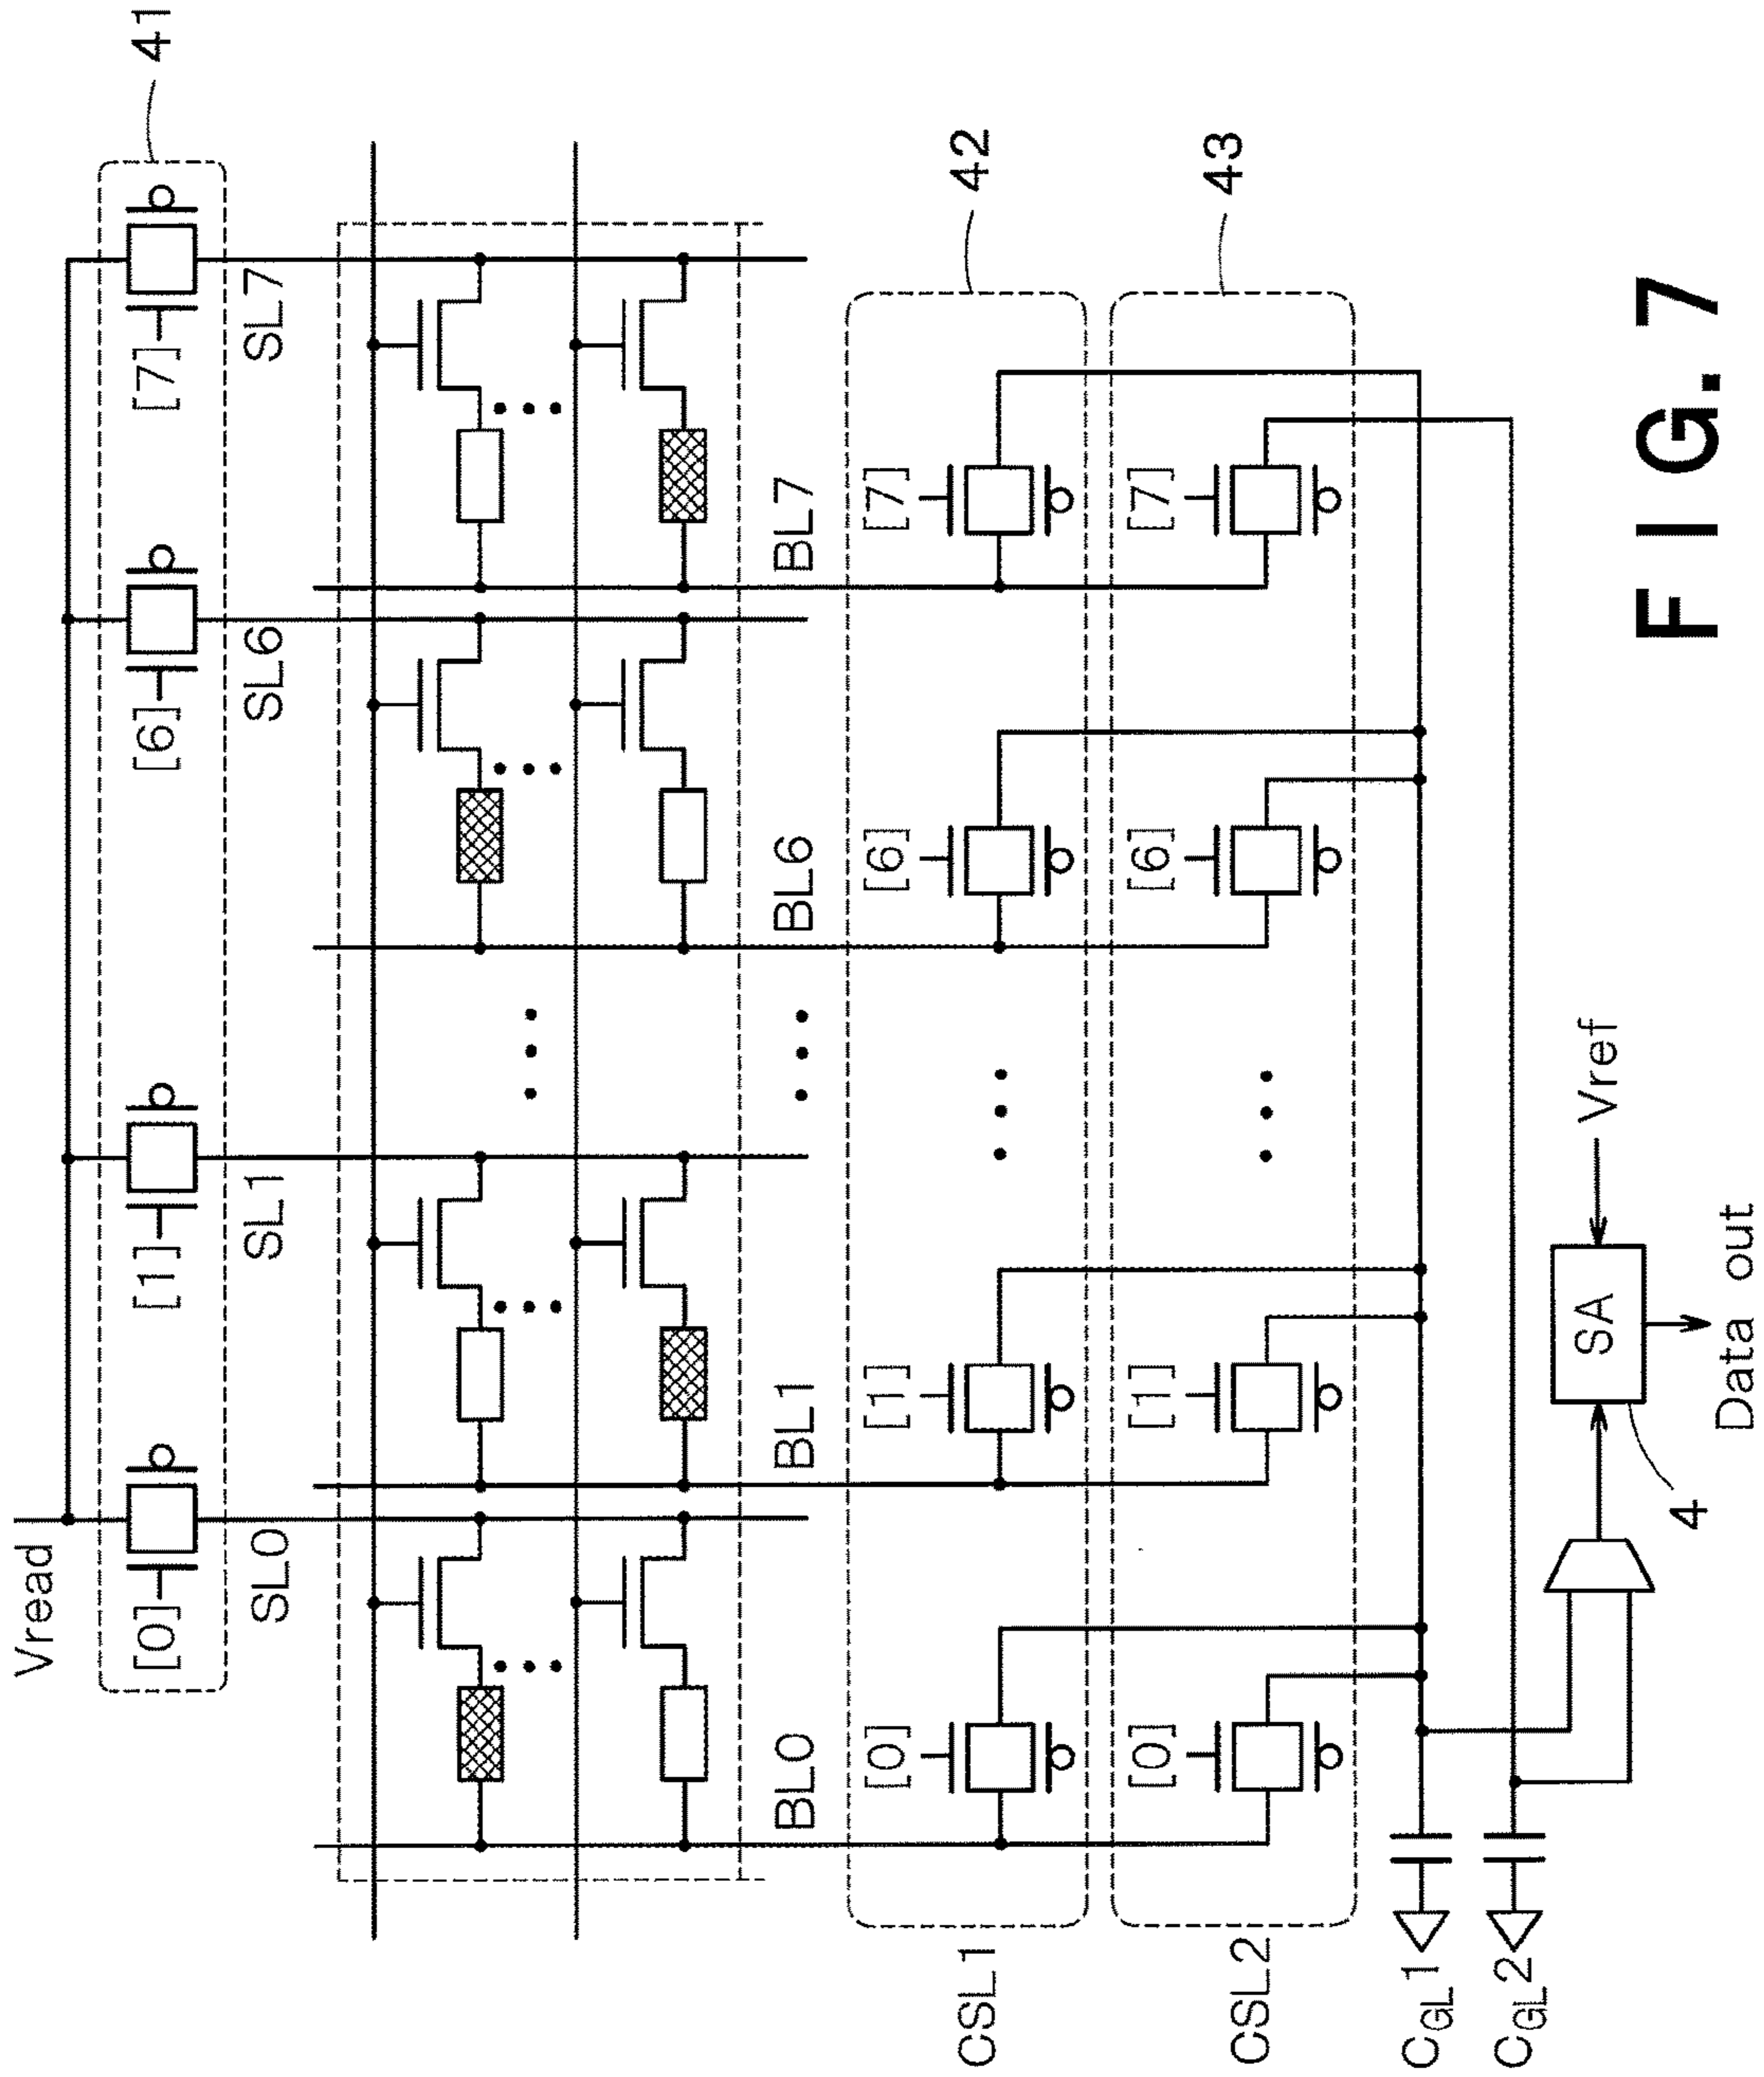 Vread
[0]
[1]
[6]
[7]
41
SL0
SL1
SL6
SL7
BL0
BL1
BL6
BL7
CSL1
[0]
[1]
[6]
[7]
42
CSL2
[0]
[1]
[6]
[7]
43
CGL1
CGL2
4
SA
Vref
Data out
FIG. 7